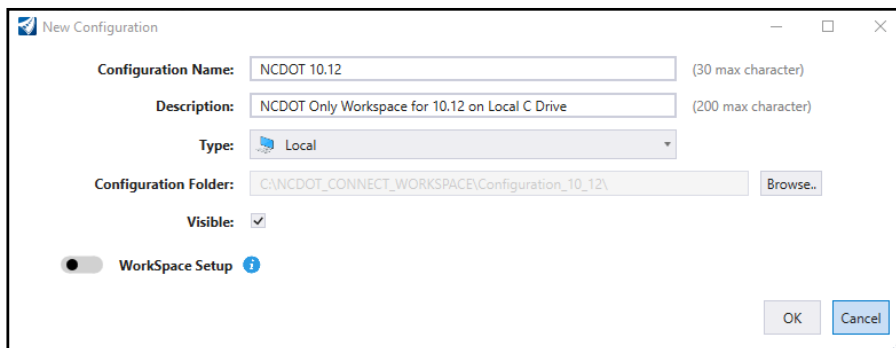 New Configuration
Configuration Name: NCDOT 10.12 (30 max character)
Description: NCDOT Only Workspace for 10.12 on Local C Drive (200 max character)
Type: Local
Configuration Folder: C:\NCDOT_CONNECT_WORKSPACE\Configuration_10_12\ Browse..
Visible:
WorkSpace Setup i
OK Cancel